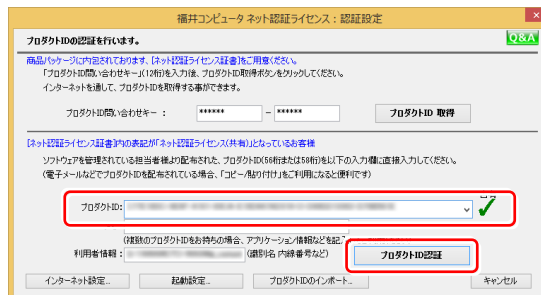 福井コンピュータ ネット認証ライセンス：認証設定
プロダクトIDの認証を行います。
Q&A
商品パッケージに内包されております、[ネット認証ライセンス証書]をご用意ください。
「プロダクトID問い合わせキー」(12桁)を入力後、プロダクトID取得ボタンをクリックしてください。
インターネットを通して、プロダクトIDを取得する事ができます。
プロダクトID問い合わせキー： ****** － ****** プロダクトID 取得
[ネット認証ライセンス証書]内の表記が「ネット認証ライセンス(共有)」となっているお客様
ソフトウェアを管理されている担当者様より配布された、プロダクトID(56桁または58桁)を以下の入力欄に直接入力してください。
(電子メールなどでプロダクトIDを配布されている場合、「コピー/貼り付け」をご利用になると便利です)
プロダクトID:
(複数のプロダクトIDをお持ちの場合、アプリケーション情報などを記
利用者情報： (識別名 内線番号など) プロダクトID認証
インターネット設定... 起動設定... プロダクトIDのインポート... キャンセル